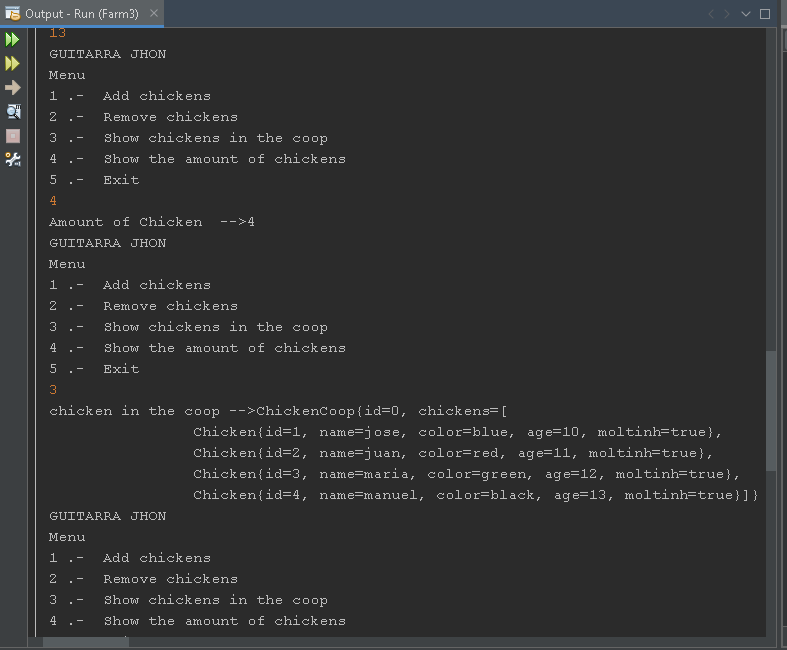 Output - Run (Farm3)
13
GUITARRA JHON
Menu
1 .-  Add chickens
2 .-  Remove chickens
3 .-  Show chickens in the coop
4 .-  Show the amount of chickens
5 .-  Exit
4
Amount of Chicken  -->4
GUITARRA JHON
Menu
1 .-  Add chickens
2 .-  Remove chickens
3 .-  Show chickens in the coop
4 .-  Show the amount of chickens
5 .-  Exit
3
chicken in the coop -->ChickenCoop{id=0, chickens=[
Chicken{id=1, name=jose, color=blue, age=10, moltinh=true},
Chicken{id=2, name=juan, color=red, age=11, moltinh=true},
Chicken{id=3, name=maria, color=green, age=12, moltinh=true},
Chicken{id=4, name=manuel, color=black, age=13, moltinh=true}]}
GUITARRA JHON
Menu
1 .-  Add chickens
2 .-  Remove chickens
3 .-  Show chickens in the coop
4 .-  Show the amount of chickens